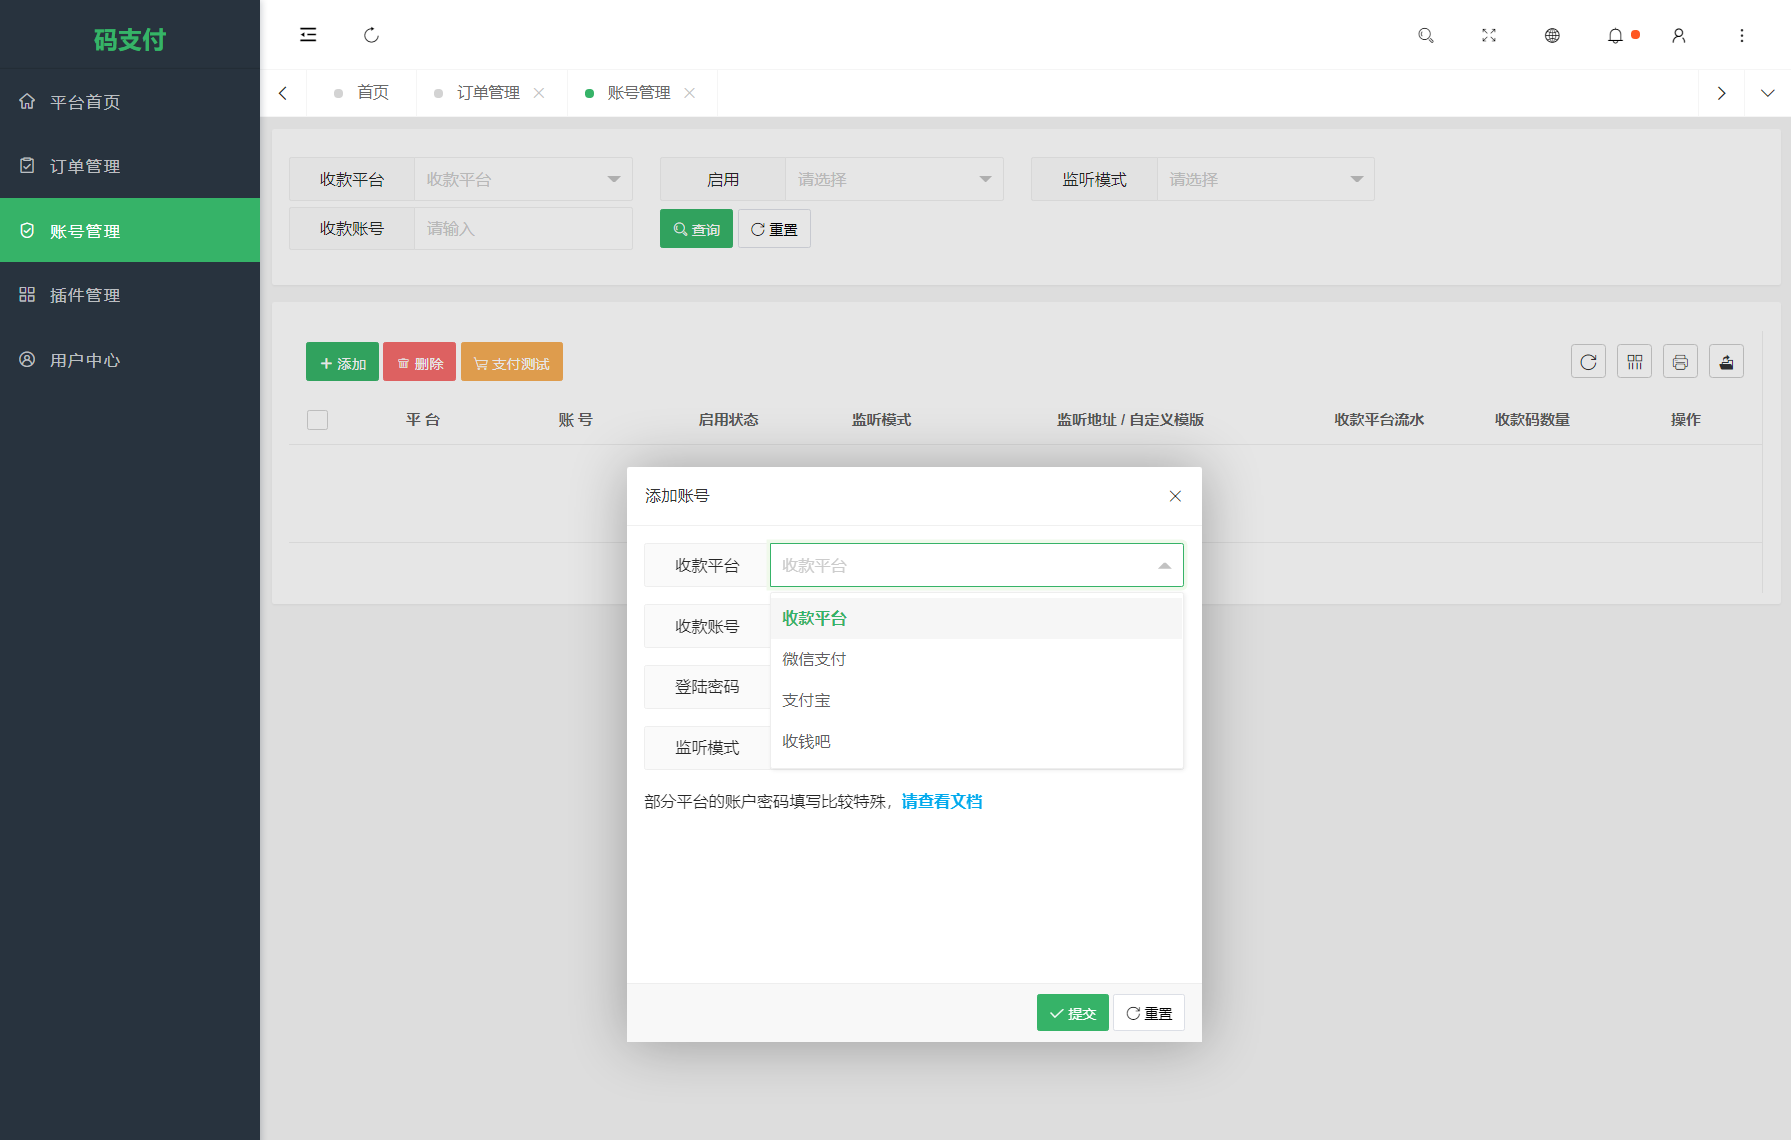 码支付
平台首页
订单管理
账号管理
插件管理
用户中心
首页 订单管理 账号管理
收款平台 收款平台 启用 请选择 监听模式 请选择
收款账号 请输入 查询 重置
添加 删除 支付测试
平 台 账 号 启用状态 监听模式 监听地址 / 自定义模版 收款平台流水 收款码数量 操作
添加账号
收款平台 收款平台
收款平台
收款账号
微信支付
登陆密码
支付宝
监听模式
收钱吧
部分平台的账户密码填写比较特殊，请查看文档
提交 重置